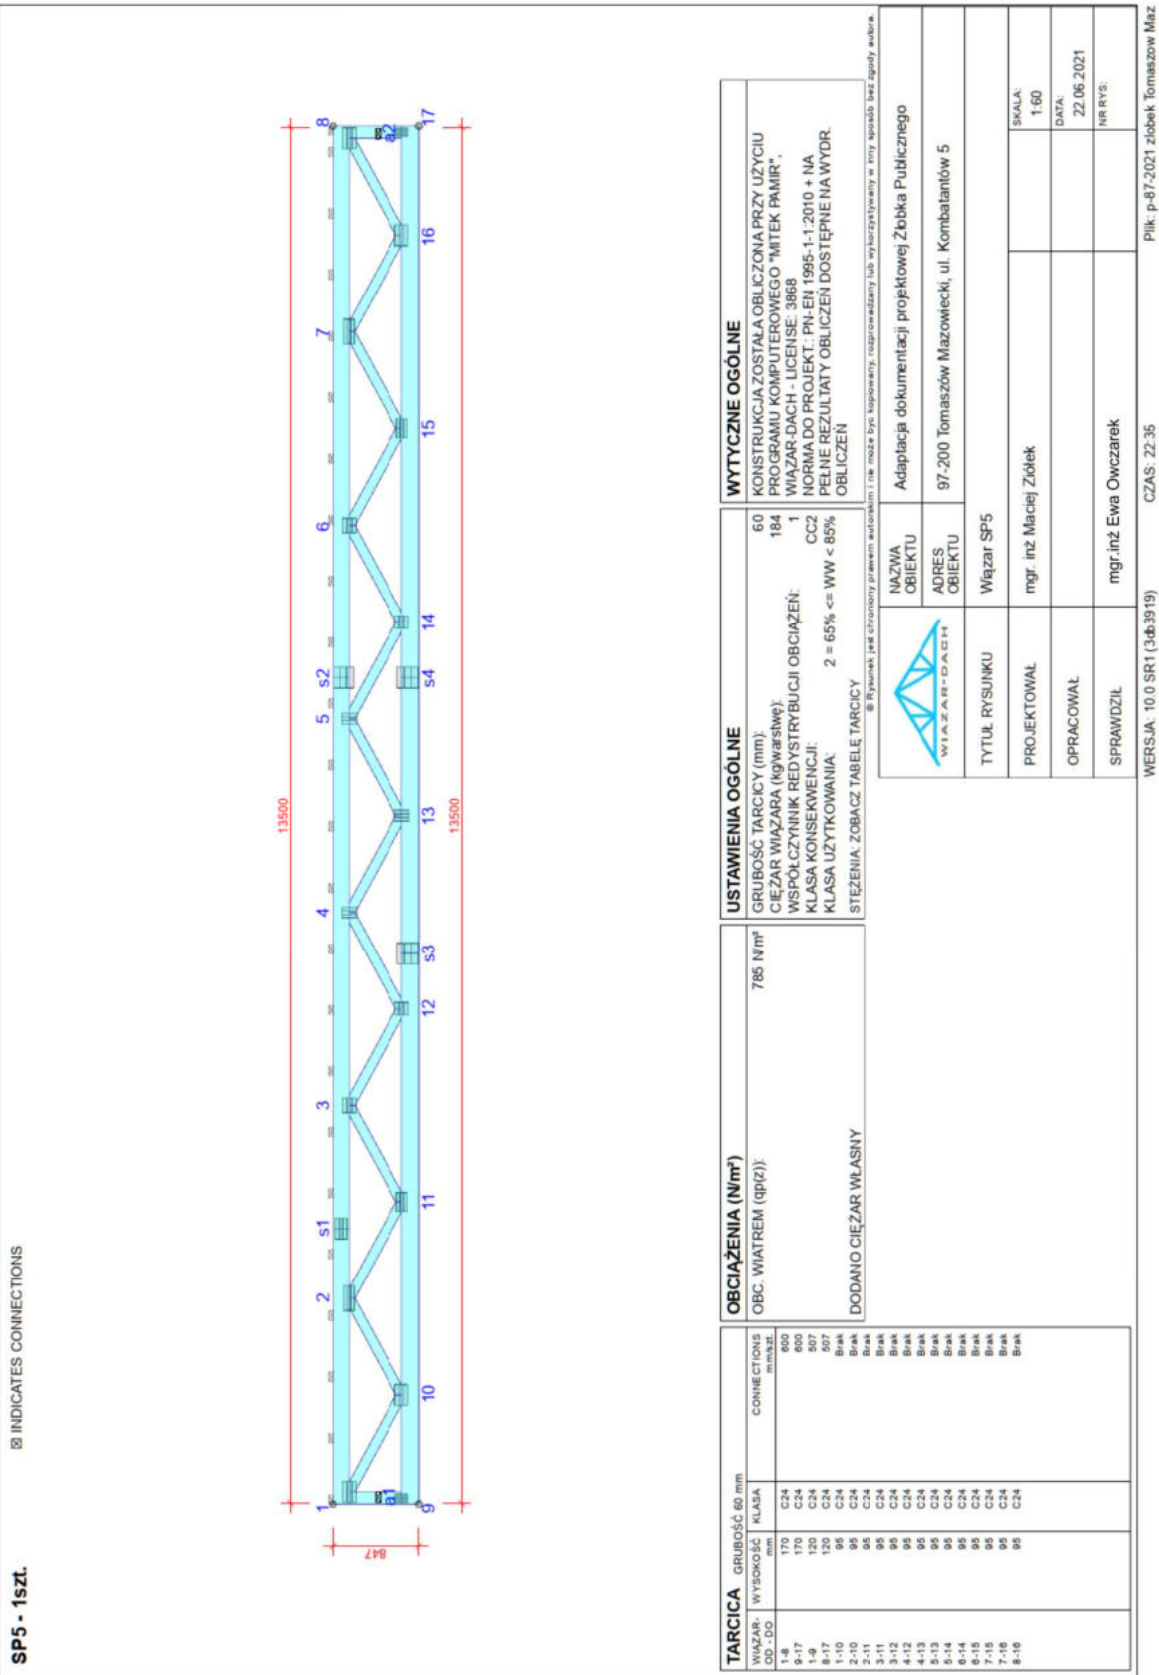 SP5 - 1szt.
☒ INDICATES CONNECTIONS
13500
1
2
s1
3
4
5
s2
6
7
8
847
a1
a2
9
10
11
12
s3
13
s4
14
15
16
17
13500
TARCICA GRUBOŚĆ 60 mm
WIĄZAR- WYSOKOŚĆ KLASA CONNECTIONS
OD - DO mm mm/szt.
1-8 170 C24 600
9-17 170 C24 600
1-9 120 C24 507
8-17 120 C24 507
1-10 95 C24 Brak
2-10 95 C24 Brak
2-11 95 C24 Brak
3-11 95 C24 Brak
3-12 95 C24 Brak
4-12 95 C24 Brak
4-13 95 C24 Brak
5-13 95 C24 Brak
5-14 95 C24 Brak
6-14 95 C24 Brak
6-15 95 C24 Brak
7-15 95 C24 Brak
7-16 95 C24 Brak
8-16 95 C24 Brak
OBCIĄŻENIA (N/m²)
OBC. WIATREM (qp(z)): 785 N/m²
DODANO CIĘŻAR WŁASNY
USTAWIENIA OGÓLNE
GRUBOŚĆ TARCICY (mm): 60
CIĘŻAR WIĄZARA (kg/warstwę): 184
WSPÓŁCZYNNIK REDYSTRYBUCJI OBCIĄŻEŃ: 1
KLASA KONSEKWENCJI: CC2
KLASA UŻYTKOWANIA: 2 = 65% <= WW < 85%
STĘŻENIA: ZOBACZ TABELĘ TARCICY
WYTYCZNE OGÓLNE
KONSTRUKCJA ZOSTAŁA OBLICZONA PRZY UŻYCIU
PROGRAMU KOMPUTEROWEGO "MITEK PAMIR",
WIĄZAR-DACH - LICENSE: 3868
NORMA DO PROJEKT.: PN-EN 1995-1-1:2010 + NA
PEŁNE REZULTATY OBLICZEŃ DOSTĘPNE NA WYDR.
OBLICZEŃ
© Rysunek jest chroniony prawem autorskim i nie może być kopiowany, rozprowadzany lub wykorzystywany w inny sposób bez zgody autora.
WIAZAR-DACH
NAZWA
OBIEKTU
Adaptacja dokumentacji projektowej Żłobka Publicznego
ADRES
OBIEKTU
97-200 Tomaszów Mazowiecki, ul. Kombatantów 5
TYTUŁ RYSUNKU
Wiązar SP5
PROJEKTOWAŁ
mgr. inż Maciej Ziółek
SKALA:
1:60
OPRACOWAŁ
DATA:
22.06.2021
SPRAWDZIŁ
mgr.inż Ewa Owczarek
NR RYS:
WERSJA: 10.0 SR1 (3db3919) CZAS: 22:35 Plik: p-87-2021 zlobek Tomaszow Maz